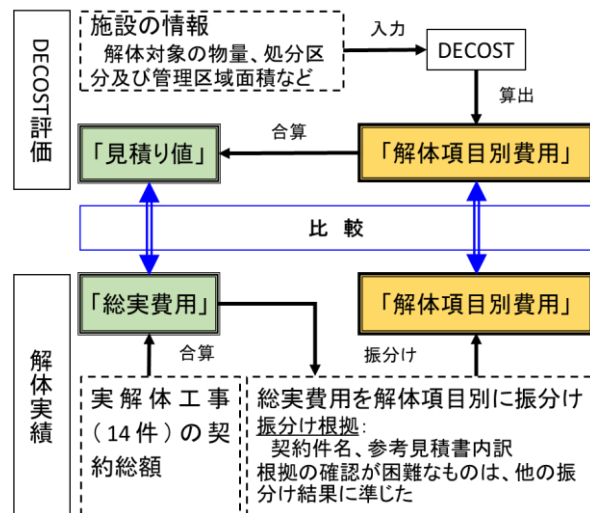 DECOST評価
施設の情報
解体対象の物量、処分区
分及び管理区域面積など
入力
DECOST
算出
「見積り値」
合算
「解体項目別費用」
比 較
解体実績
「総実費用」
「解体項目別費用」
合算
振分け
実解体工事
(14件)の契
約総額
総実費用を解体項目別に振分け
振分け根拠:
契約件名、参考見積書内訳
根拠の確認が困難なものは、他の振
分け結果に準じた